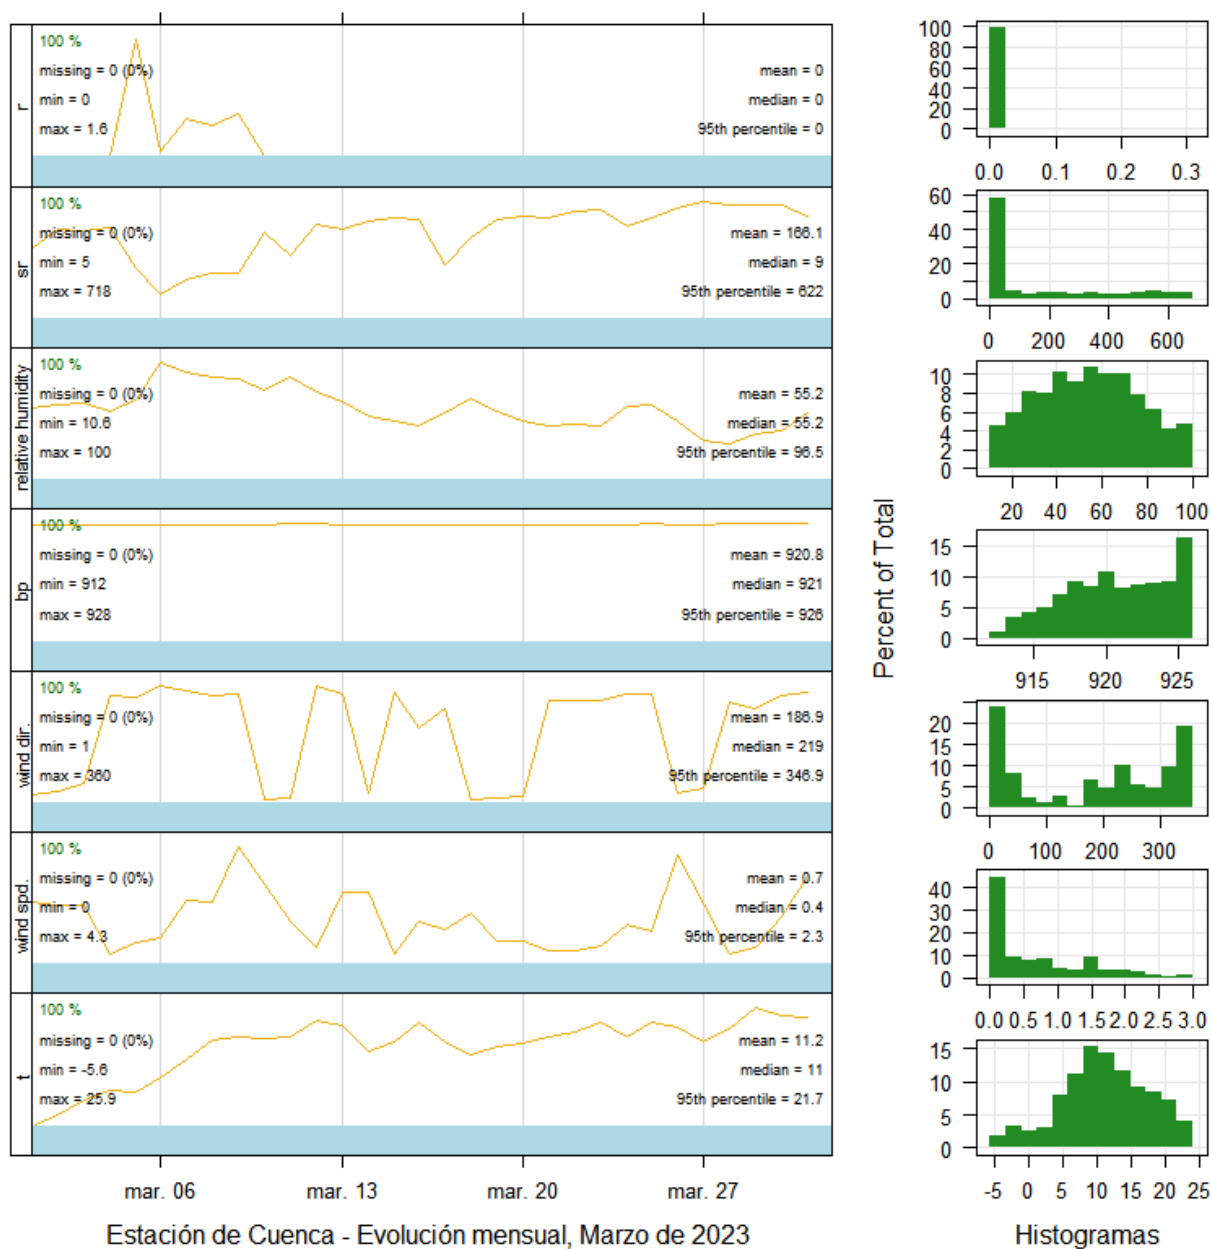 r
100 %
missing = 0 (0%)
min = 0
max = 1.6
mean = 0
median = 0
95th percentile = 0
sr
100 %
missing = 0 (0%)
min = 5
max = 718
mean = 166.1
median = 9
95th percentile = 622
relative humidity
100 %
missing = 0 (0%)
min = 10.6
max = 100
mean = 55.2
median = 55.2
95th percentile = 96.5
bp
100 %
missing = 0 (0%)
min = 912
max = 928
mean = 920.8
median = 921
95th percentile = 926
wind dir.
100 %
missing = 0 (0%)
min = 1
max = 360
mean = 186.9
median = 219
95th percentile = 346.9
wind spd.
100 %
missing = 0 (0%)
min = 0
max = 4.3
mean = 0.7
median = 0.4
95th percentile = 2.3
t
100 %
missing = 0 (0%)
min = -5.6
max = 25.9
mean = 11.2
median = 11
95th percentile = 21.7
mar. 06 mar. 13 mar. 20 mar. 27
Estación de Cuenca - Evolución mensual, Marzo de 2023
Percent of Total
100
80
60
40
20
0
0.0 0.1 0.2 0.3
60
40
20
0
0 200 400 600
10
8
6
4
2
0
20 40 60 80 100
15
10
5
0
915 920 925
20
15
10
5
0
0 100 200 300
40
30
20
10
0
0.0 0.5 1.0 1.5 2.0 2.5 3.0
15
10
5
0
-5 0 5 10 15 20 25
Histogramas